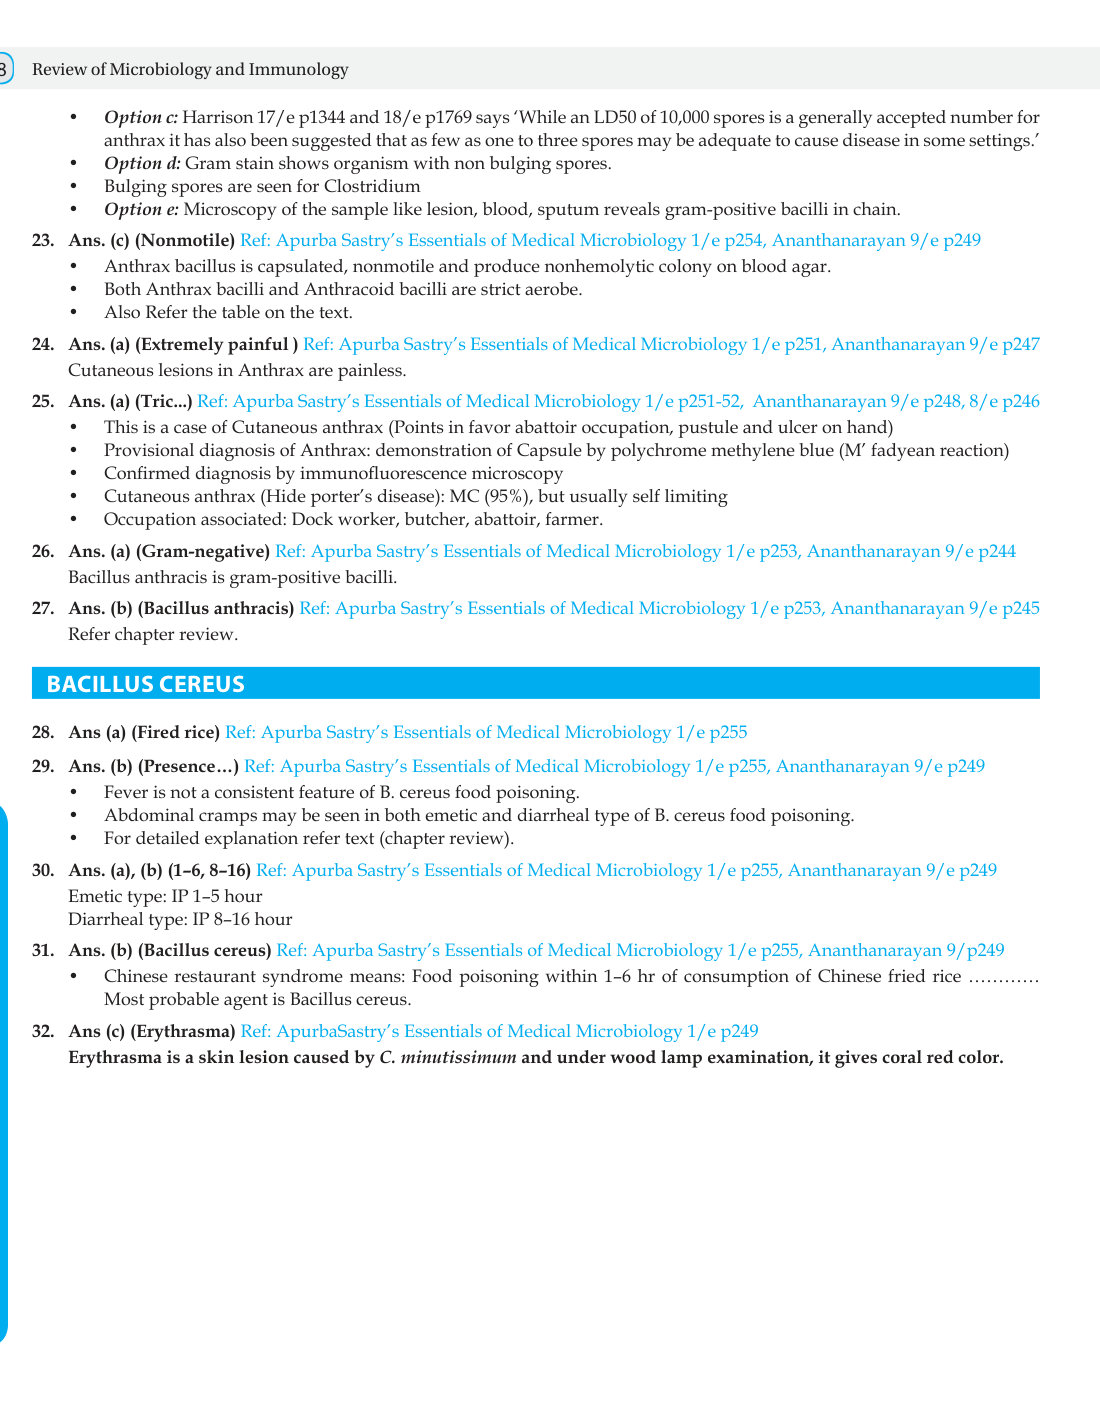 8 Review of Microbiology and Immunology
• Option c: Harrison 17/e p1344 and 18/e p1769 says ‘While an LD50 of 10,000 spores is a generally accepted number for
anthrax it has also been suggested that as few as one to three spores may be adequate to cause disease in some settings.’
• Option d: Gram stain shows organism with non bulging spores.
• Bulging spores are seen for Clostridium
• Option e: Microscopy of the sample like lesion, blood, sputum reveals gram-positive bacilli in chain.
23. Ans. (c) (Nonmotile) Ref: Apurba Sastry’s Essentials of Medical Microbiology 1/e p254, Ananthanarayan 9/e p249
• Anthrax bacillus is capsulated, nonmotile and produce nonhemolytic colony on blood agar.
• Both Anthrax bacilli and Anthracoid bacilli are strict aerobe.
• Also Refer the table on the text.
24. Ans. (a) (Extremely painful ) Ref: Apurba Sastry’s Essentials of Medical Microbiology 1/e p251, Ananthanarayan 9/e p247
Cutaneous lesions in Anthrax are painless.
25. Ans. (a) (Tric...) Ref: Apurba Sastry’s Essentials of Medical Microbiology 1/e p251-52, Ananthanarayan 9/e p248, 8/e p246
• This is a case of Cutaneous anthrax (Points in favor abattoir occupation, pustule and ulcer on hand)
• Provisional diagnosis of Anthrax: demonstration of Capsule by polychrome methylene blue (M’ fadyean reaction)
• Confirmed diagnosis by immunofluorescence microscopy
• Cutaneous anthrax (Hide porter’s disease): MC (95%), but usually self limiting
• Occupation associated: Dock worker, butcher, abattoir, farmer.
26. Ans. (a) (Gram-negative) Ref: Apurba Sastry’s Essentials of Medical Microbiology 1/e p253, Ananthanarayan 9/e p244
Bacillus anthracis is gram-positive bacilli.
27. Ans. (b) (Bacillus anthracis) Ref: Apurba Sastry’s Essentials of Medical Microbiology 1/e p253, Ananthanarayan 9/e p245
Refer chapter review.
BACILLUS CEREUS
28. Ans (a) (Fired rice) Ref: Apurba Sastry’s Essentials of Medical Microbiology 1/e p255
29. Ans. (b) (Presence…) Ref: Apurba Sastry’s Essentials of Medical Microbiology 1/e p255, Ananthanarayan 9/e p249
• Fever is not a consistent feature of B. cereus food poisoning.
• Abdominal cramps may be seen in both emetic and diarrheal type of B. cereus food poisoning.
• For detailed explanation refer text (chapter review).
30. Ans. (a), (b) (1–6, 8–16) Ref: Apurba Sastry’s Essentials of Medical Microbiology 1/e p255, Ananthanarayan 9/e p249
Emetic type: IP 1–5 hour
Diarrheal type: IP 8–16 hour
31. Ans. (b) (Bacillus cereus) Ref: Apurba Sastry’s Essentials of Medical Microbiology 1/e p255, Ananthanarayan 9/p249
• Chinese restaurant syndrome means: Food poisoning within 1–6 hr of consumption of Chinese fried rice …………
Most probable agent is Bacillus cereus.
32. Ans (c) (Erythrasma) Ref: ApurbaSastry’s Essentials of Medical Microbiology 1/e p249
Erythrasma is a skin lesion caused by C. minutissimum and under wood lamp examination, it gives coral red color.